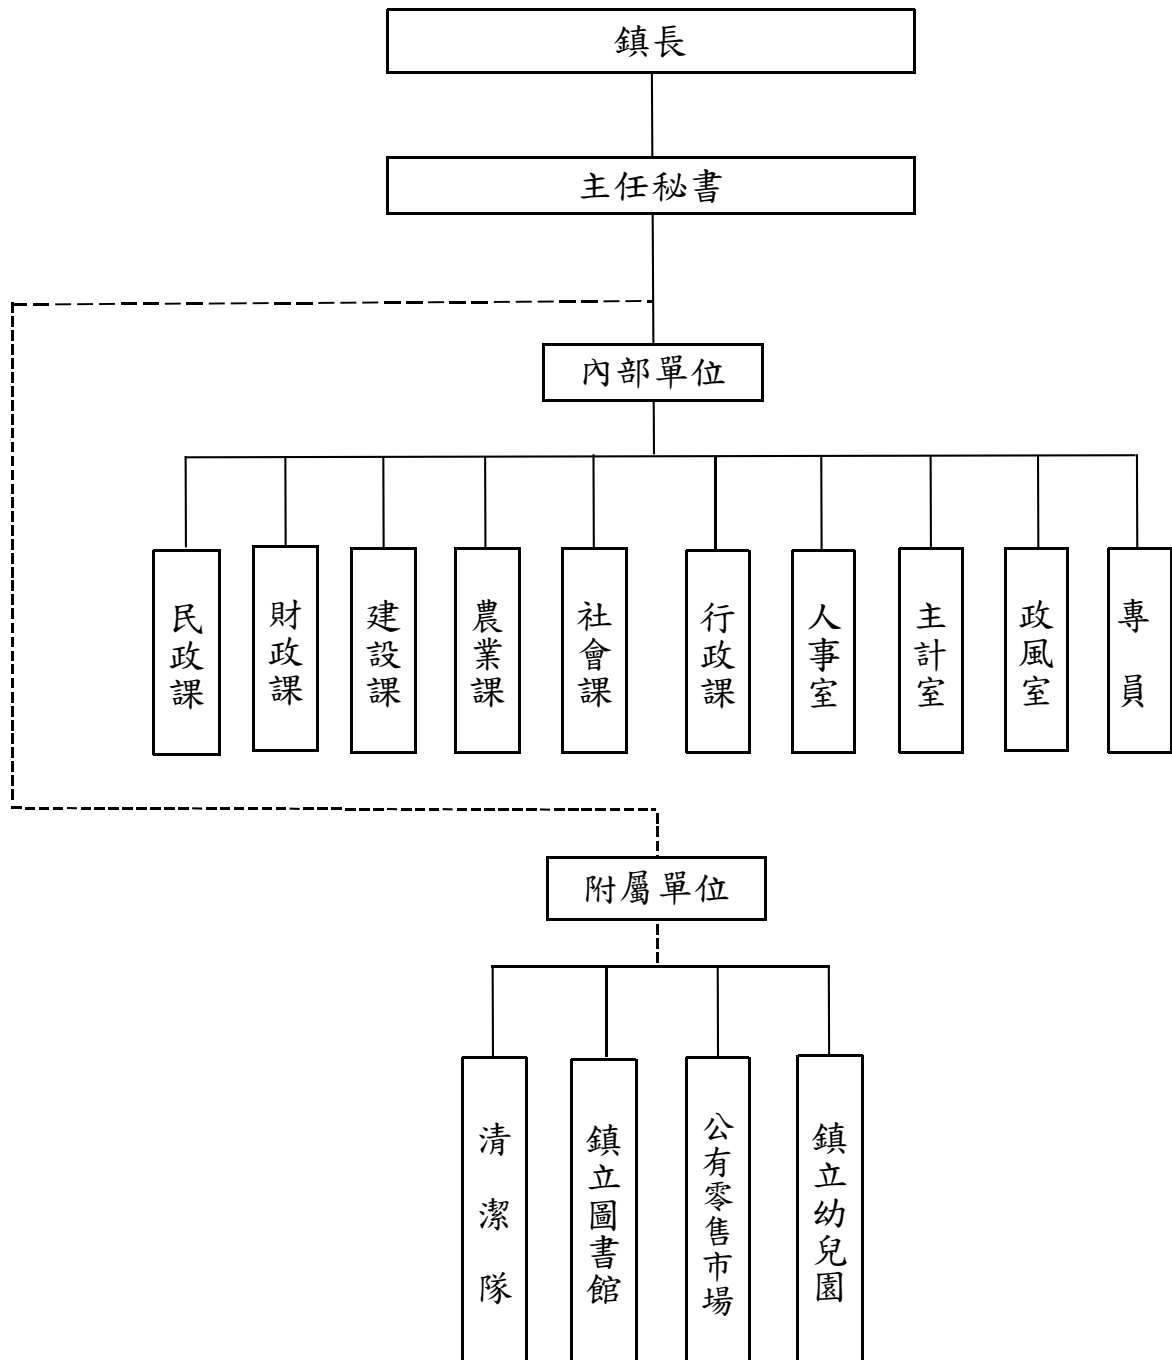 鎮長
主任秘書
內部單位
民政課
財政課
建設課
農業課
社會課
行政課
人事室
主計室
政風室
專員
附屬單位
清潔隊
鎮立圖書館
公有零售市場
鎮立幼兒園